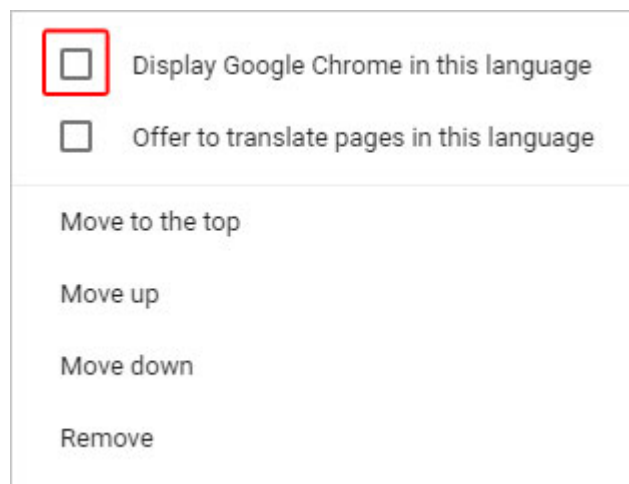 Display Google Chrome in this language
Offer to translate pages in this language
Move to the top
Move up
Move down
Remove